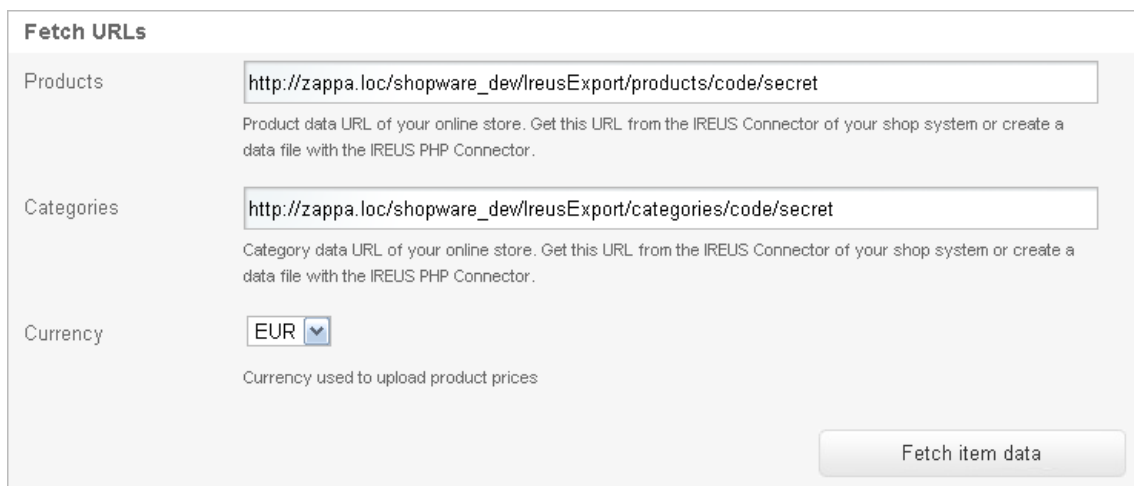 Fetch URLs
Products
http://zappa.loc/shopware_dev/IreusExport/products/code/secret
Product data URL of your online store. Get this URL from the IREUS Connector of your shop system or create a
data file with the IREUS PHP Connector.
Categories
http://zappa.loc/shopware_dev/IreusExport/categories/code/secret
Category data URL of your online store. Get this URL from the IREUS Connector of your shop system or create a
data file with the IREUS PHP Connector.
Currency
EUR
Currency used to upload product prices
Fetch item data